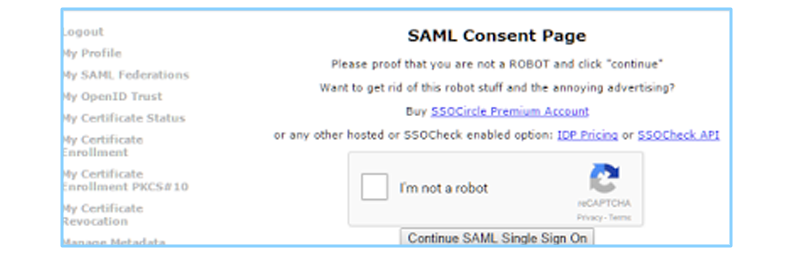 Logout
My Profile
My SAML Federations
My OpenID Trust
My Certificate Status
My Certificate
Enrollment
My Certificate
Enrollment PKCS#10
My Certificate
Revocation
Manage Metadata
SAML Consent Page
Please proof that you are not a ROBOT and click "continue"
Want to get rid of this robot stuff and the annoying advertising?
Buy SSOCircle Premium Account
or any other hosted or SSOCheck enabled option: IDP Pricing or SSOCheck API
I'm not a robot
reCAPTCHA
Privacy - Terms
Continue SAML Single Sign On